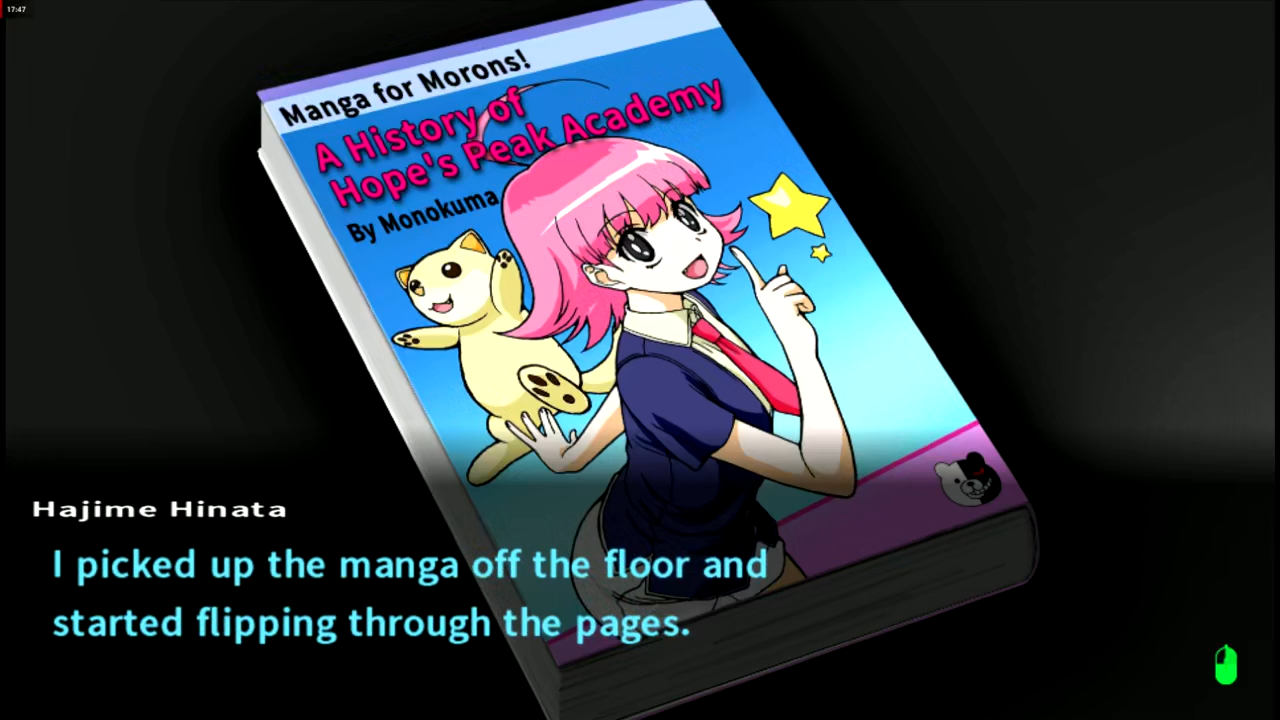 17:47
Manga for Morons!
A History of
Hope's Peak Academy
By Monokuma
Hajime Hinata
I picked up the manga off the floor and
started flipping through the pages.